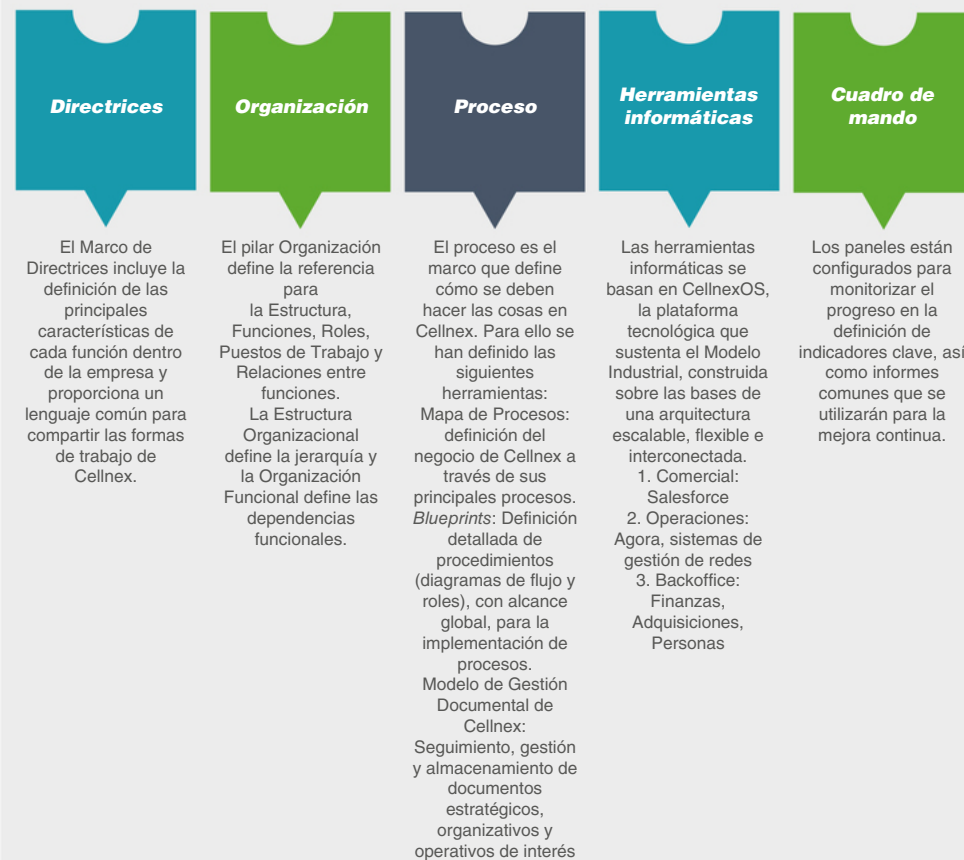 Directrices
El Marco de
Directrices incluye la
definición de las
principales
características de
cada función dentro
de la empresa y
proporciona un
lenguaje común para
compartir las formas
de trabajo de
Cellnex.
Organización
El pilar Organización
define la referencia
para
la Estructura,
Funciones, Roles,
Puestos de Trabajo y
Relaciones entre
funciones.
La Estructura
Organizacional
define la jerarquía y
la Organización
Funcional define las
dependencias
funcionales.
Proceso
El proceso es el
marco que define
cómo se deben
hacer las cosas en
Cellnex. Para ello se
han definido las
siguientes
herramientas:
Mapa de Procesos:
definición del
negocio de Cellnex a
través de sus
principales procesos.
Blueprints: Definición
detallada de
procedimientos
(diagramas de flujo y
roles), con alcance
global, para la
implementación de
procesos.
Modelo de Gestión
Documental de
Cellnex:
Seguimiento, gestión
y almacenamiento de
documentos
estratégicos,
organizativos y
operativos de interés
Herramientas
informáticas
Las herramientas
informáticas se
basan en CellnexOS,
la plataforma
tecnológica que
sustenta el Modelo
Industrial, construida
sobre las bases de
una arquitectura
escalable, flexible e
interconectada.
1. Comercial:
Salesforce
2. Operaciones:
Agora, sistemas de
gestión de redes
3. Backoffice:
Finanzas,
Adquisiciones,
Personas
Cuadro de
mando
Los paneles están
configurados para
monitorizar el
progreso en la
definición de
indicadores clave, así
como informes
comunes que se
utilizarán para la
mejora continua.